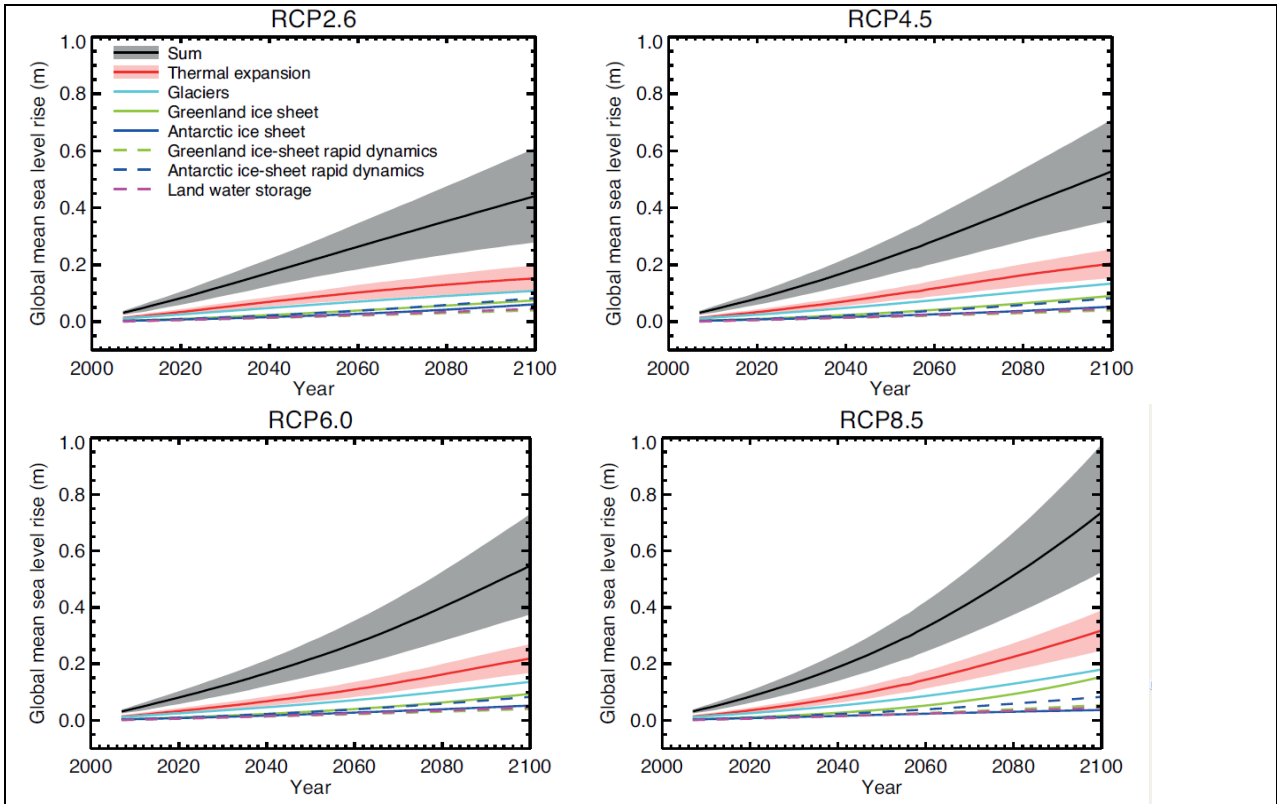 RCP2.6
1.0
0.8
0.6
0.4
0.2
0.0
Global mean sea level rise (m)
Sum
Thermal expansion
Glaciers
Greenland ice sheet
Antarctic ice sheet
Greenland ice-sheet rapid dynamics
Antarctic ice-sheet rapid dynamics
Land water storage
2000 2020 2040 2060 2080 2100
Year
RCP4.5
1.0
0.8
0.6
0.4
0.2
0.0
Global mean sea level rise (m)
2000 2020 2040 2060 2080 2100
Year
RCP6.0
1.0
0.8
0.6
0.4
0.2
0.0
Global mean sea level rise (m)
2000 2020 2040 2060 2080 2100
Year
RCP8.5
1.0
0.8
0.6
0.4
0.2
0.0
Global mean sea level rise (m)
2000 2020 2040 2060 2080 2100
Year